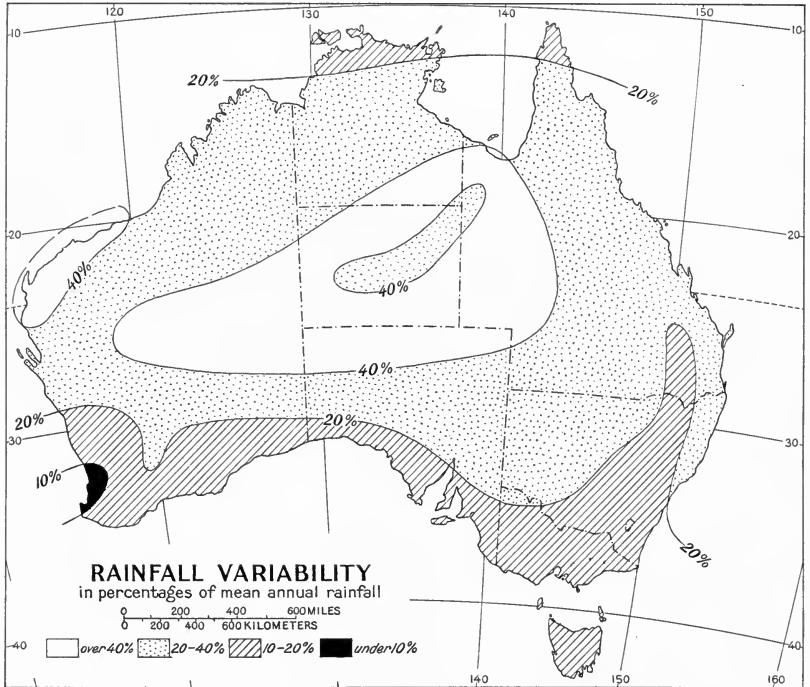 120 130 140 150
10 10
20%
20%
20 20
40%
40%
40%
20% 20%
30 30
10%
20%
RAINFALL VARIABILITY
in percentages of mean annual rainfall
0 200 400 600 MILES
0 200 400 600 KILOMETERS
over 40% 20-40% 10-20% under 10%
40 40
140 150 160